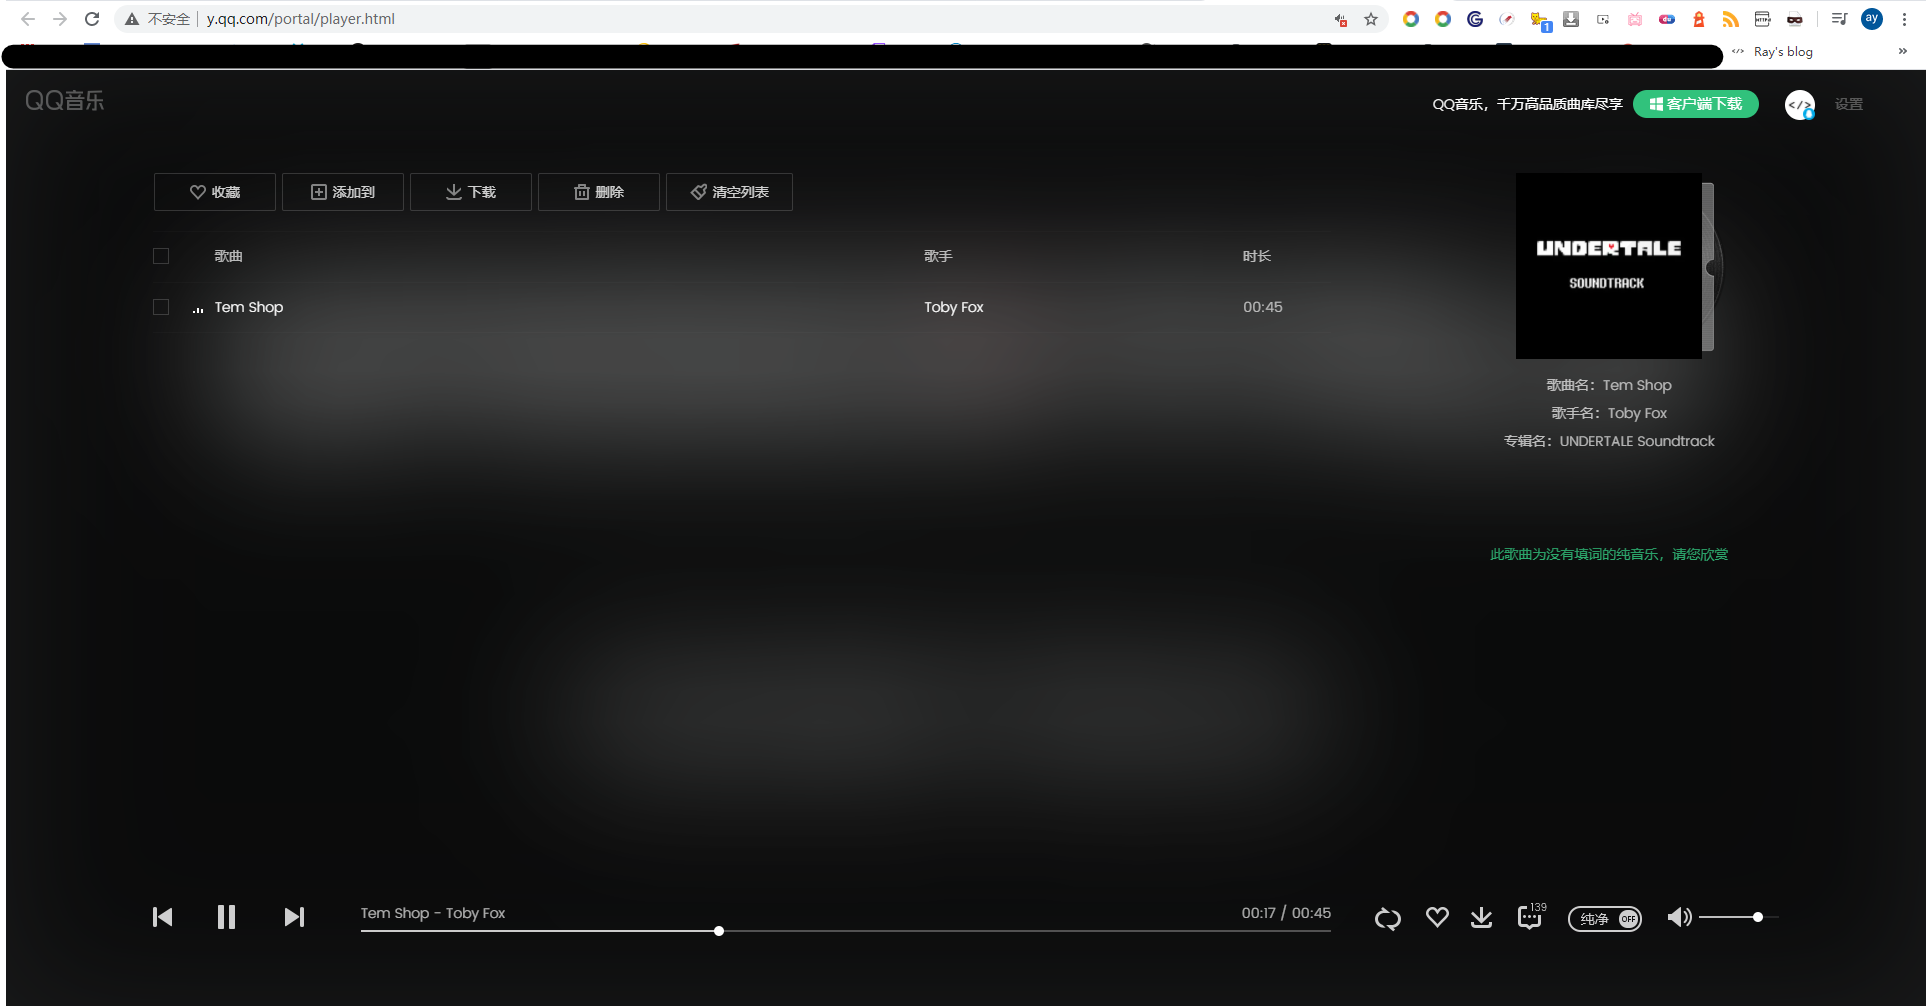 不安全 y.qq.com/portal/player.html 1 ay
Ray's blog »
QQ音乐 QQ音乐，千万高品质曲库尽享 客户端下载 设置
收藏 添加到 下载 删除 清空列表
歌曲 歌手 时长
Tem Shop Toby Fox 00:45
UNDERTALE
SOUNDTRACK
歌曲名：Tem Shop
歌手名：Toby Fox
专辑名：UNDERTALE Soundtrack
此歌曲为没有填词的纯音乐，请您欣赏
Tem Shop - Toby Fox 00:17 / 00:45 139 纯净 OFF